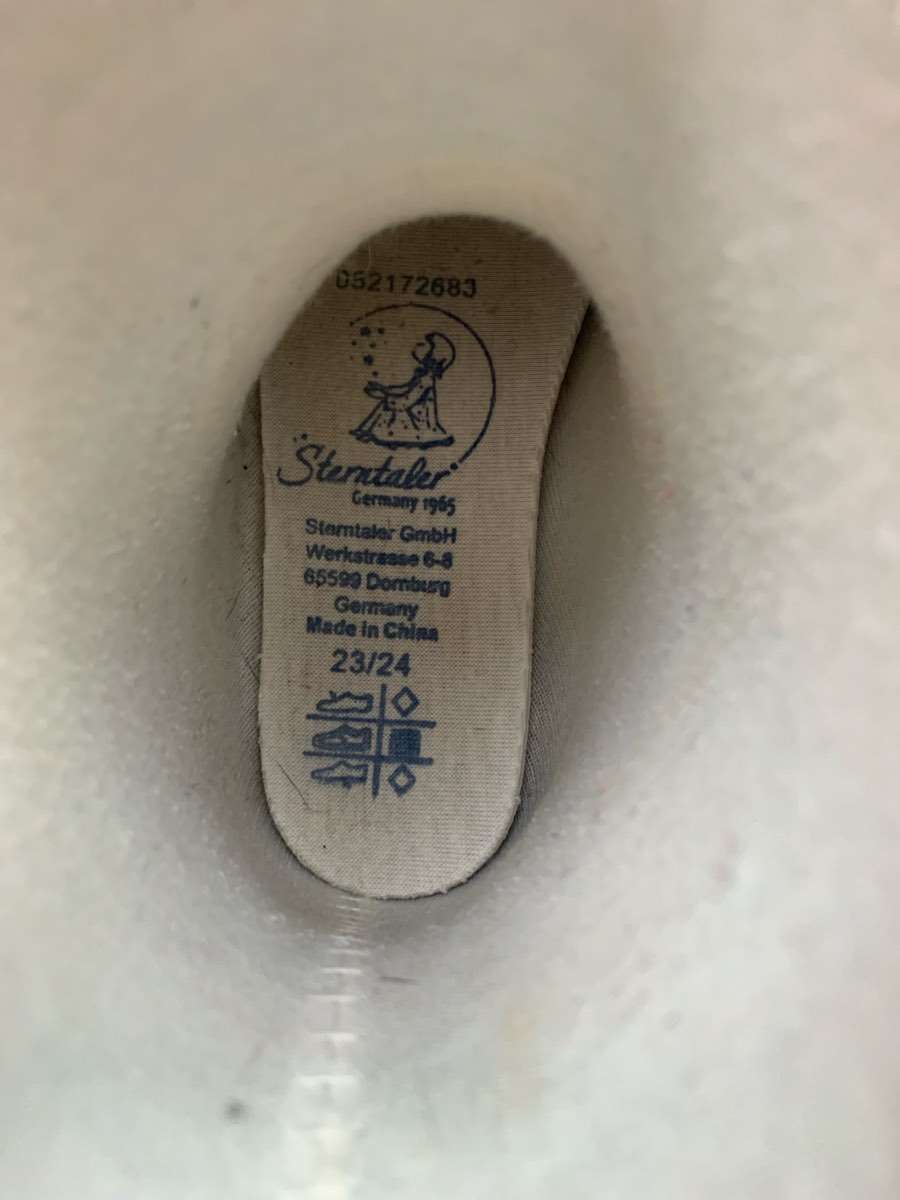 052172683
Sterntaler
Germany 1965
Sterntaler GmbH
Werkstrasse 6-8
65599 Dornburg
Germany
Made in China
23/24